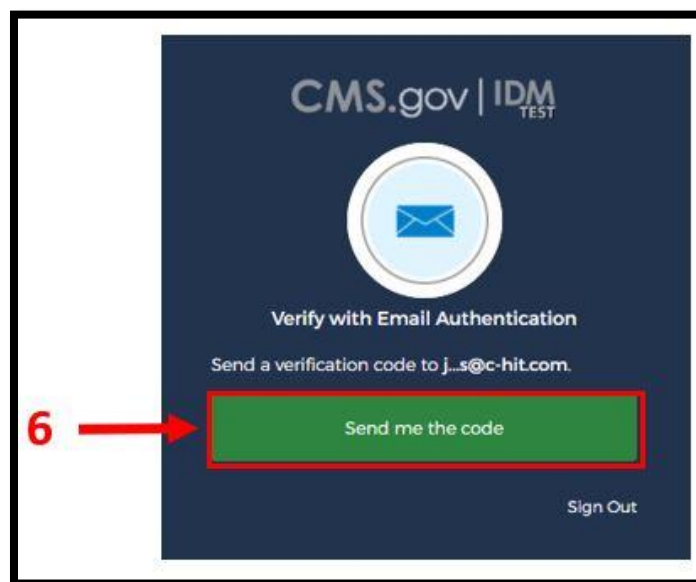 CMS.gov | IDM
TEST
Verify with Email Authentication
Send a verification code to j...s@c-hit.com.
6
Send me the code
Sign Out